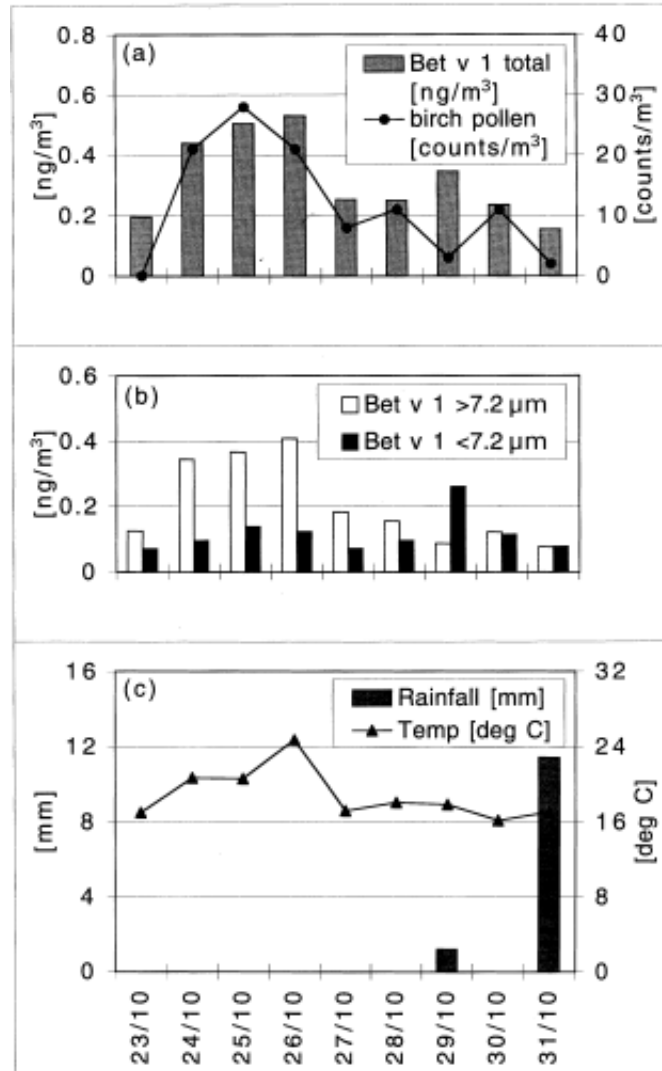 (a)
Bet v 1 total
[ng/m³]
birch pollen
[counts/m³]
0.8
0.6
0.4
0.2
0
[ng/m³]
40
30
20
10
0
[counts/m³]
(b)
Bet v 1 >7.2 µm
Bet v 1 <7.2 µm
0.6
0.4
0.2
0
[ng/m³]
(c)
Rainfall [mm]
Temp [deg C]
16
12
8
4
0
[mm]
32
24
16
8
0
[deg C]
23/10
24/10
25/10
26/10
27/10
28/10
29/10
30/10
31/10